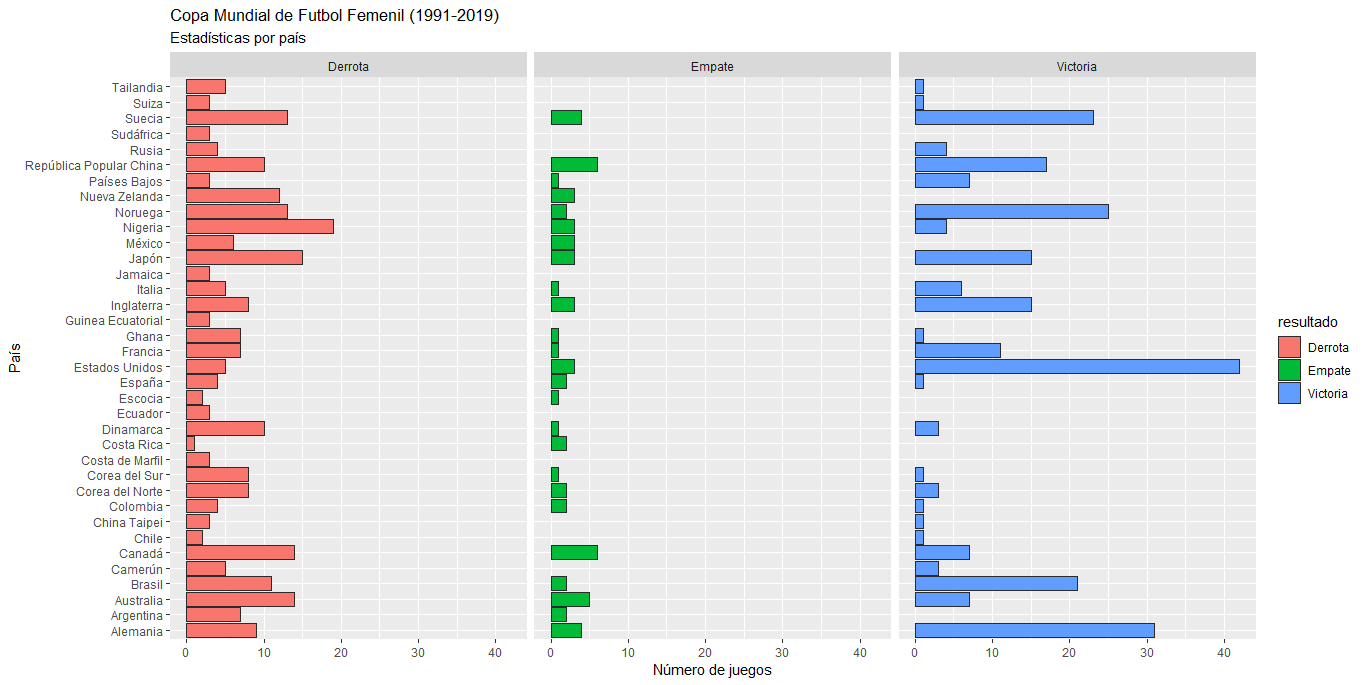 Copa Mundial de Futbol Femenil (1991-2019)
Estadísticas por país
Derrota
Empate
Victoria
Tailandia
Suiza
Suecia
Sudáfrica
Rusia
República Popular China
Países Bajos
Nueva Zelanda
Noruega
Nigeria
México
Japón
Jamaica
Italia
Inglaterra
Guinea Ecuatorial
Ghana
Francia
Estados Unidos
España
Escocia
Ecuador
Dinamarca
Costa Rica
Costa de Marfil
Corea del Sur
Corea del Norte
Colombia
China Taipei
Chile
Canadá
Camerún
Brasil
Australia
Argentina
Alemania
País
0 10 20 30 40
0 10 20 30 40
0 10 20 30 40
Número de juegos
resultado
Derrota
Empate
Victoria